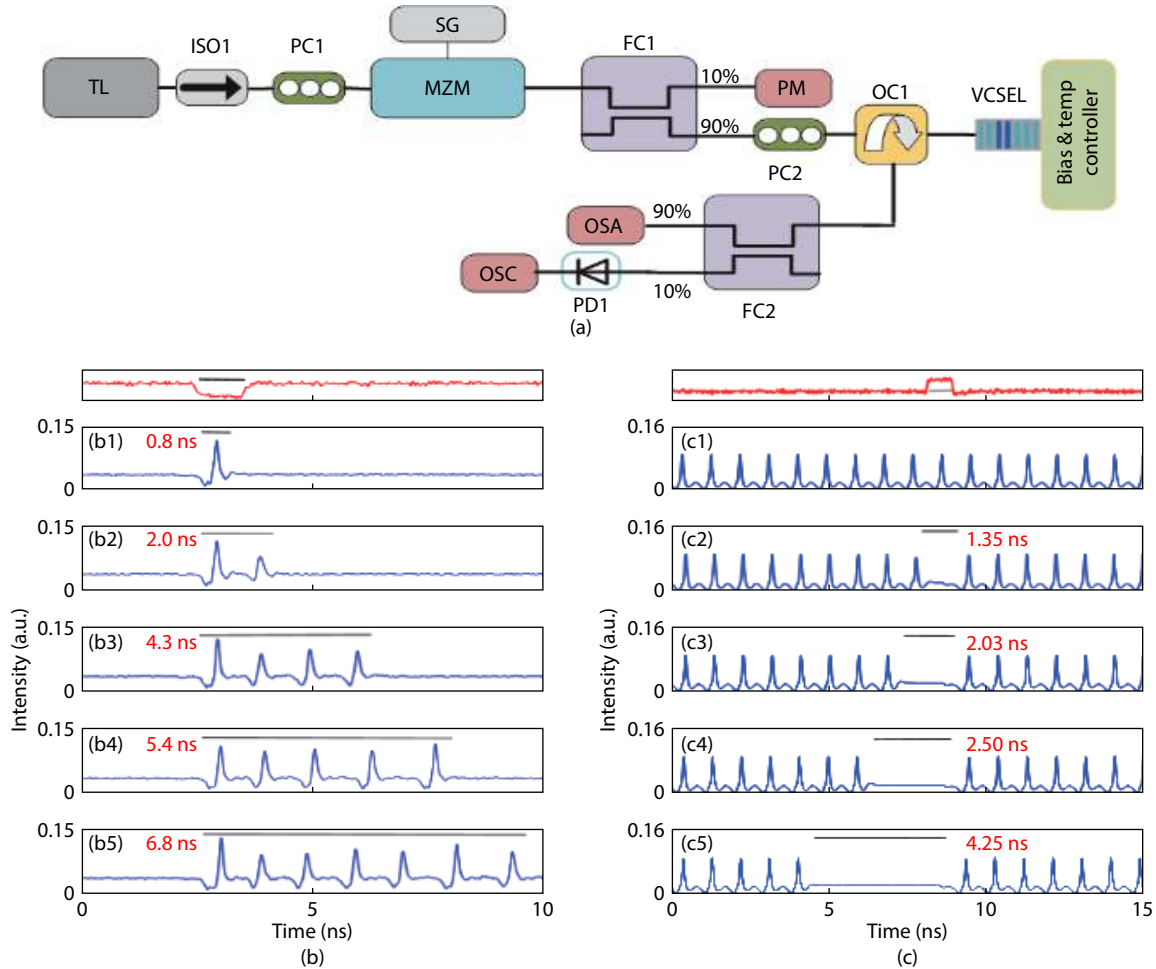 SG
ISO1
PC1
FC1
TL
MZM
10%
PM
OC1
VCSEL
90%
PC2
Bias & temp
controller
OSA
90%
OSC
PD1
10%
FC2
(a)
Intensity (a.u.)
0.15
(b1)
0.8 ns
0
0.15
(b2)
2.0 ns
0
0.15
(b3)
4.3 ns
0
0.15
(b4)
5.4 ns
0
0.15
(b5)
6.8 ns
0
0
5
10
Time (ns)
(b)
Intensity (a.u.)
0.15
(c1)
0
0.16
(c2)
1.35 ns
0
0.16
(c3)
2.03 ns
0
0.16
(c4)
2.50 ns
0
0.16
(c5)
4.25 ns
0
0
5
10
15
Time (ns)
(c)